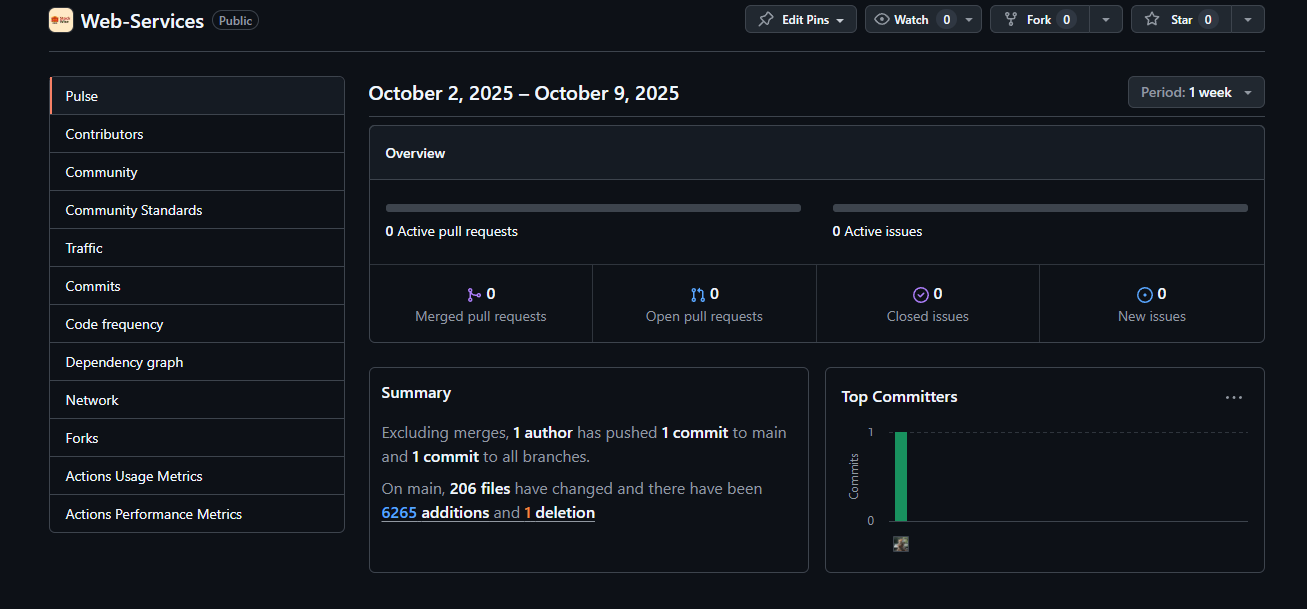 Web-Services Public
Edit Pins
Watch 0
Fork 0
Star 0
Pulse
Contributors
Community
Community Standards
Traffic
Commits
Code frequency
Dependency graph
Network
Forks
Actions Usage Metrics
Actions Performance Metrics
October 2, 2025 – October 9, 2025
Period: 1 week
Overview
0 Active pull requests
0 Active issues
0
Merged pull requests
0
Open pull requests
0
Closed issues
0
New issues
Summary
Excluding merges, 1 author has pushed 1 commit to main
and 1 commit to all branches.
On main, 206 files have changed and there have been
6265 additions and 1 deletion
Top Committers
1
Commits
0